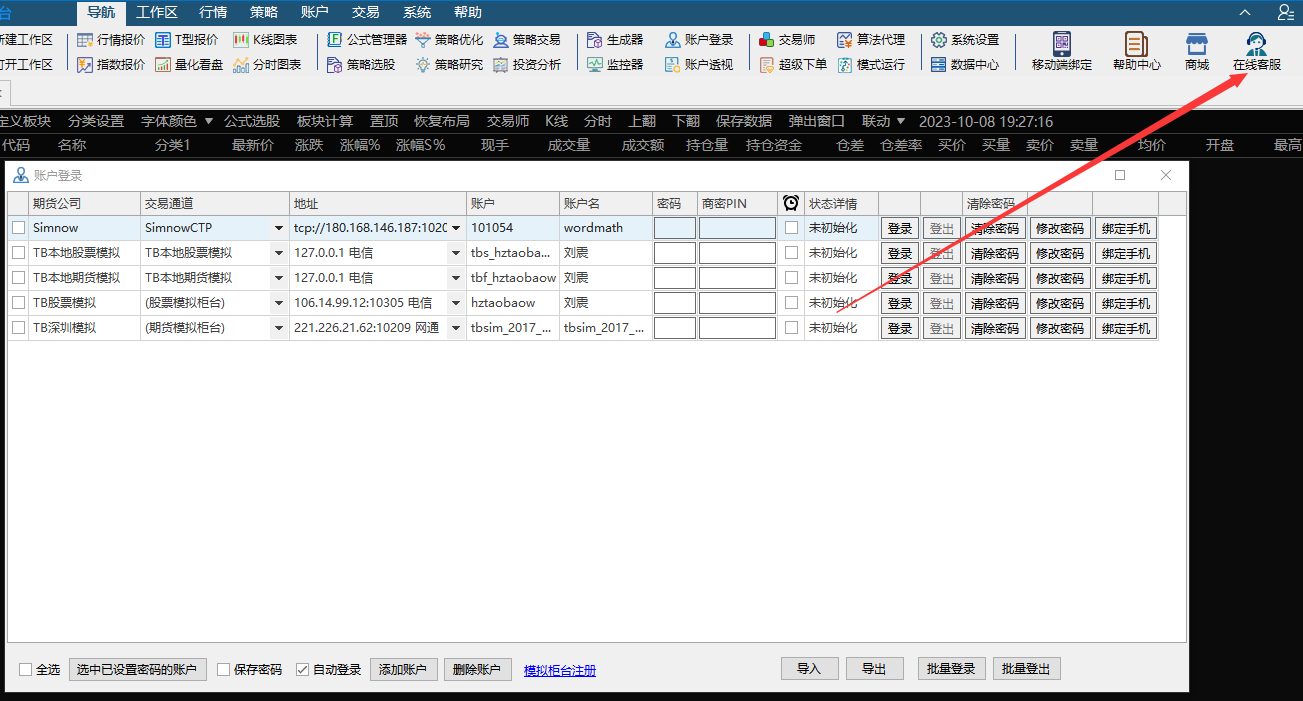 台 导航 工作区 行情 策略 账户 交易 系统 帮助
新建工作区 行情报价 T型报价 K线图表 公式管理器 策略优化 策略交易 生成器 账户登录 交易师 算法代理 系统设置
打开工作区 指数报价 量化看盘 分时图表 策略选股 策略研究 投资分析 监控器 账户透视 超级下单 模式运行 数据中心 移动端绑定 帮助中心 商城 在线客服
定义板块 分类设置 字体颜色 公式选股 板块计算 置顶 恢复布局 交易师 K线 分时 上翻 下翻 保存数据 弹出窗口 联动 2023-10-08 19:27:16
代码 名称 分类1 最新价 涨跌 涨幅% 涨幅S% 现手 成交量 成交额 持仓量 持仓资金 仓差 仓差率 买价 买量 卖价 卖量 均价 开盘 最高
账户登录
期货公司 交易通道 地址 账户 账户名 密码 商密PIN 状态详情 清除密码
Simnow SimnowCTP tcp://180.168.146.187:1020 101054 wordmath 未初始化 登录 登出 清除密码 修改密码 绑定手机
TB本地股票模拟 TB本地股票模拟 127.0.0.1 电信 tbs_hztaoba... 刘震 未初始化 登录 登出 清除密码 修改密码 绑定手机
TB本地期货模拟 TB本地期货模拟 127.0.0.1 电信 tbf_hztaobaow 刘震 未初始化 登录 登出 清除密码 修改密码 绑定手机
TB股票模拟 (股票模拟柜台) 106.14.99.12:10305 电信 hztaobaow 刘震 未初始化 登录 登出 清除密码 修改密码 绑定手机
TB深圳模拟 (期货模拟柜台) 221.226.21.62:10209 网通 tbsim_2017_... tbsim_2017_... 未初始化 登录 登出 清除密码 修改密码 绑定手机
全选 选中已设置密码的账户 保存密码 自动登录 添加账户 删除账户 模拟柜台注册 导入 导出 批量登录 批量登出